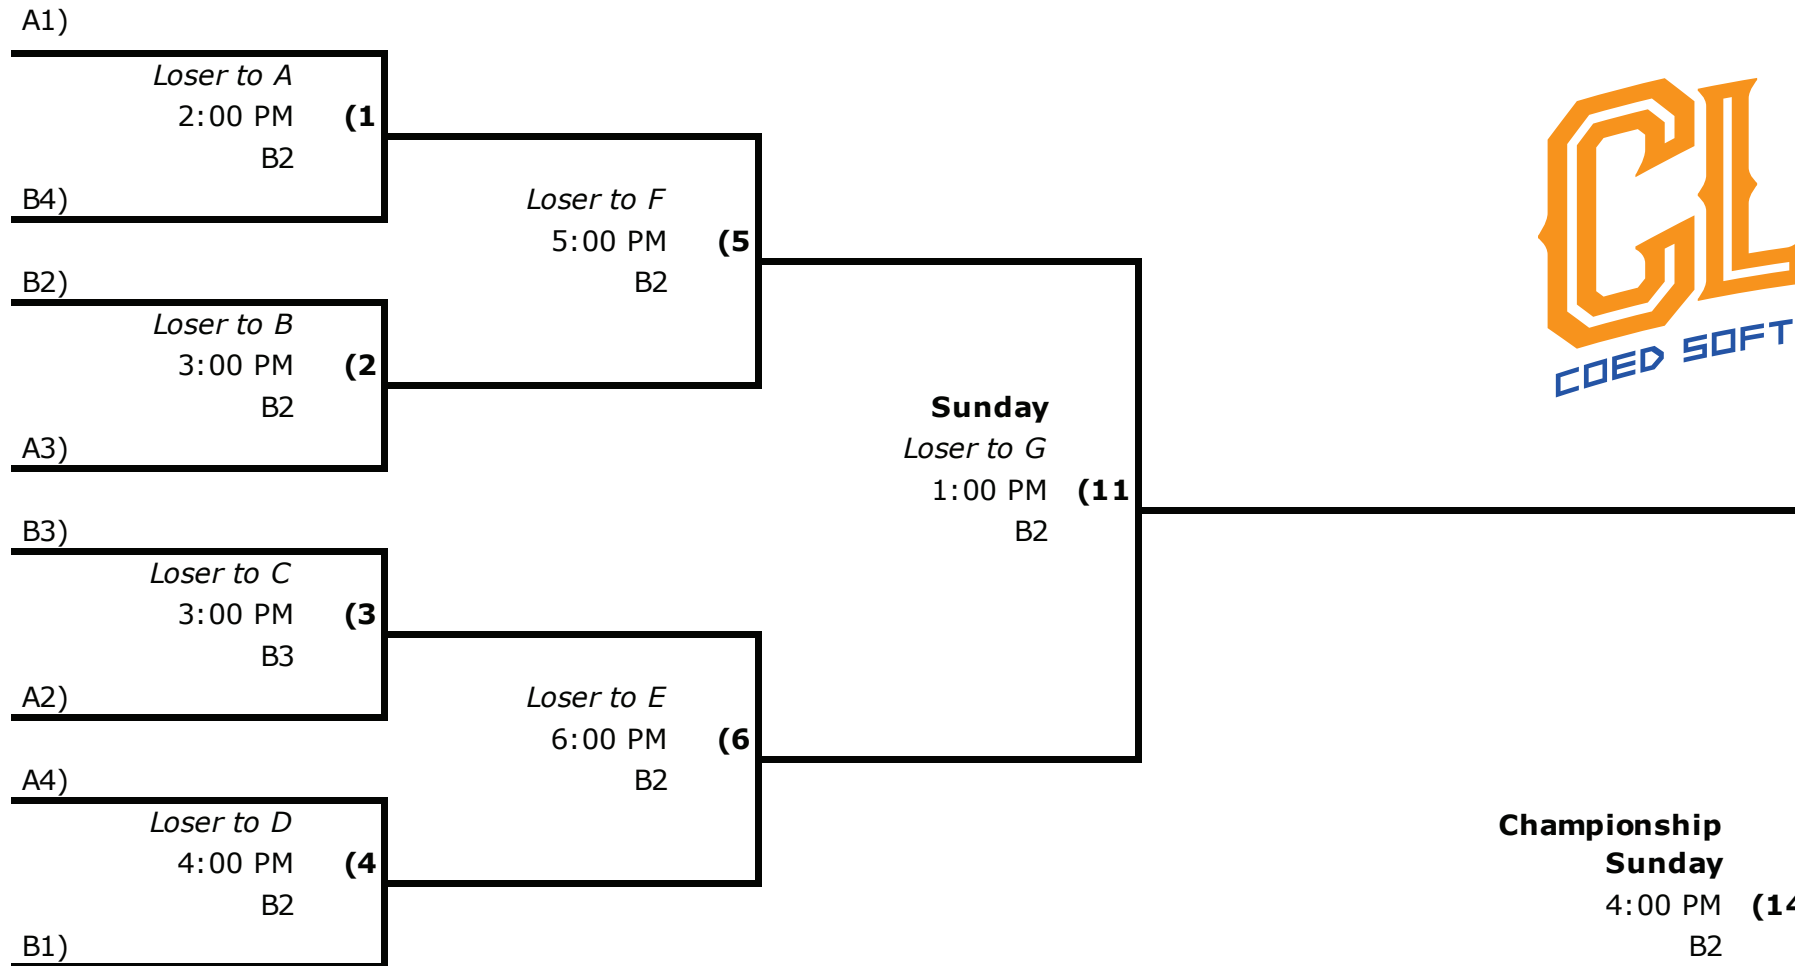 A1)
Loser to A
2:00 PM (1
B2
B4)
Loser to F
5:00 PM (5
B2
B2)
Loser to B
3:00 PM (2
B2
A3)
Sunday
Loser to G
1:00 PM (11
B2
B3)
Loser to C
3:00 PM (3
B3
A2)
Loser to E
6:00 PM (6
B2
A4)
Loser to D
4:00 PM (4
B2
B1)
CL
COED SOFT
Championship
Sunday
4:00 PM (14
B2